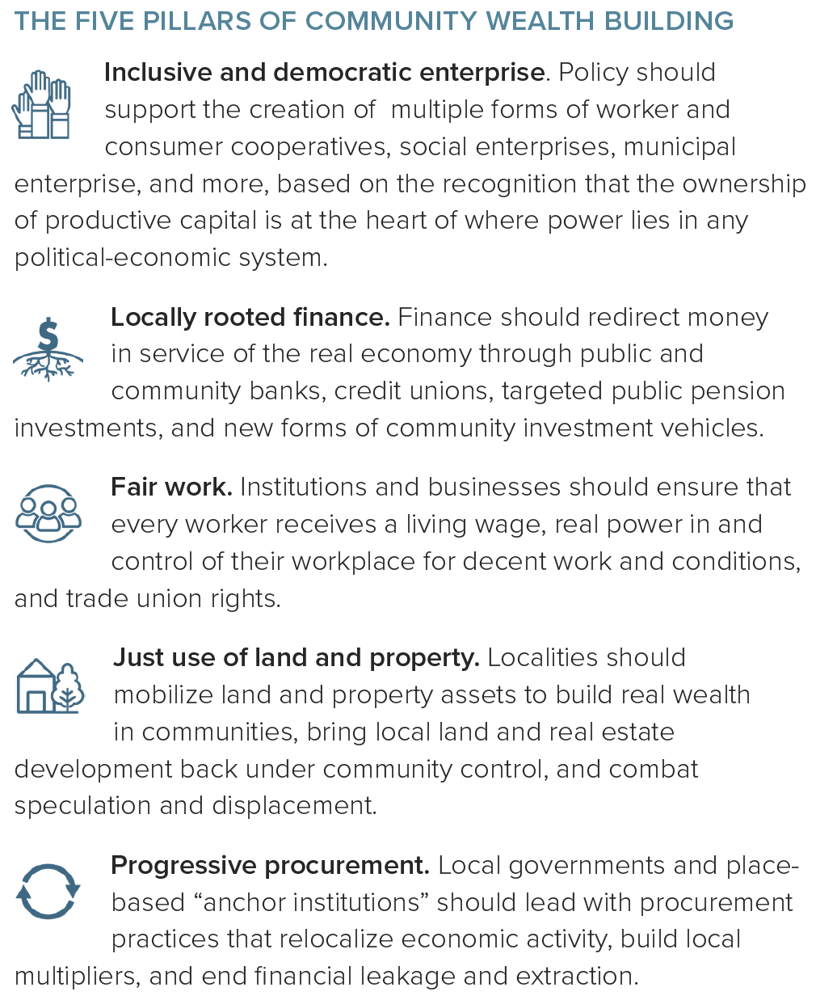 THE FIVE PILLARS OF COMMUNITY WEALTH BUILDING
Inclusive and democratic enterprise. Policy should
support the creation of  multiple forms of worker and
consumer cooperatives, social enterprises, municipal
enterprise, and more, based on the recognition that the ownership
of productive capital is at the heart of where power lies in any
political-economic system.
$
Locally rooted finance. Finance should redirect money
in service of the real economy through public and
community banks, credit unions, targeted public pension
investments, and new forms of community investment vehicles.
Fair work. Institutions and businesses should ensure that
every worker receives a living wage, real power in and
control of their workplace for decent work and conditions,
and trade union rights.
Just use of land and property. Localities should
mobilize land and property assets to build real wealth
in communities, bring local land and real estate
development back under community control, and combat
speculation and displacement.
Progressive procurement. Local governments and place-
based “anchor institutions” should lead with procurement
practices that relocalize economic activity, build local
multipliers, and end financial leakage and extraction.